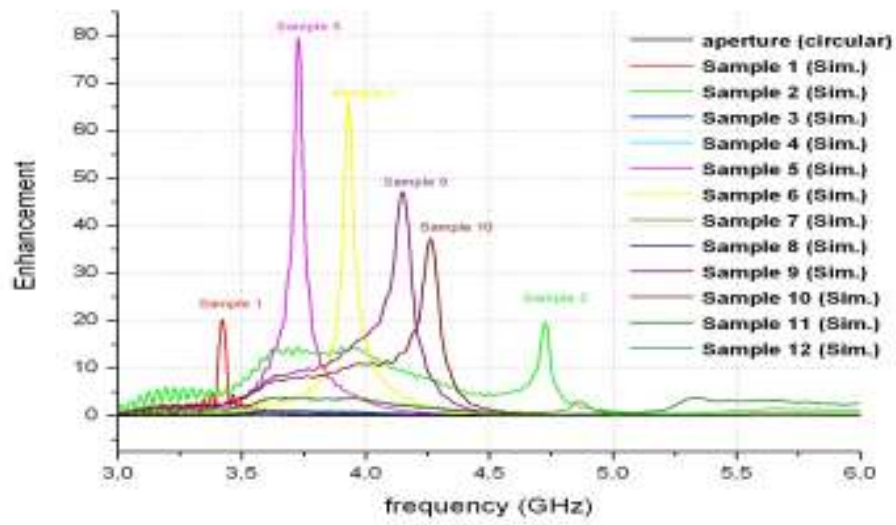 Sample 5
80
70
60
50
40
30
20
10
0
Enhancement
Sample 9
Sample 10
Sample 1
Sample 2
aperture (circular)
Sample 1 (Sim.)
Sample 2 (Sim.)
Sample 3 (Sim.)
Sample 4 (Sim.)
Sample 5 (Sim.)
Sample 6 (Sim.)
Sample 7 (Sim.)
Sample 8 (Sim.)
Sample 9 (Sim.)
Sample 10 (Sim.)
Sample 11 (Sim.)
Sample 12 (Sim.)
3.0 3.5 4.0 4.5 5.0 5.5 6.0
frequency (GHz)